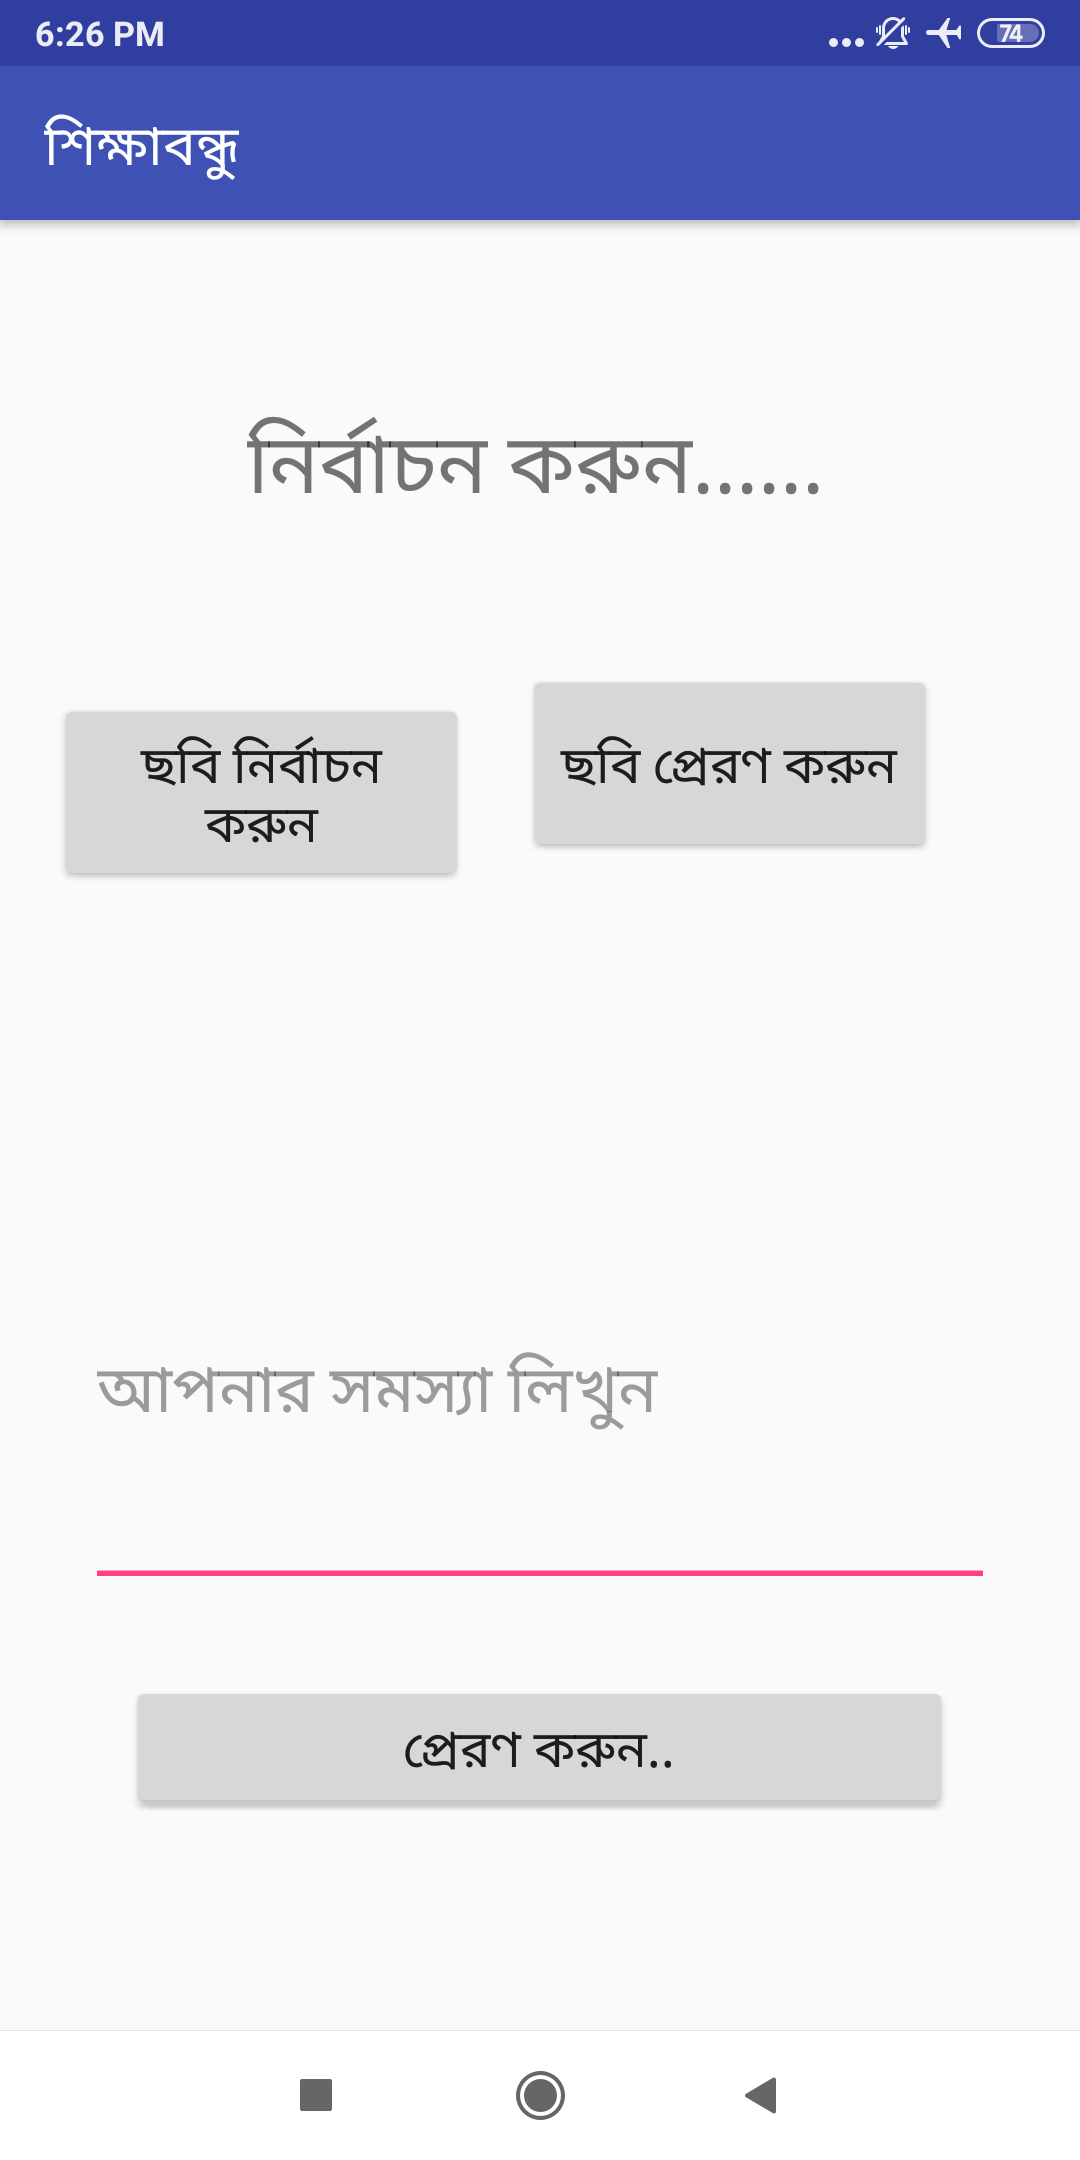 6:26 PM
74
শিক্ষাবন্ধু
নির্বাচন করুন......
ছবি নির্বাচন
করুন
ছবি প্রেরণ করুন
আপনার সমস্যা লিখুন
প্রেরণ করুন..